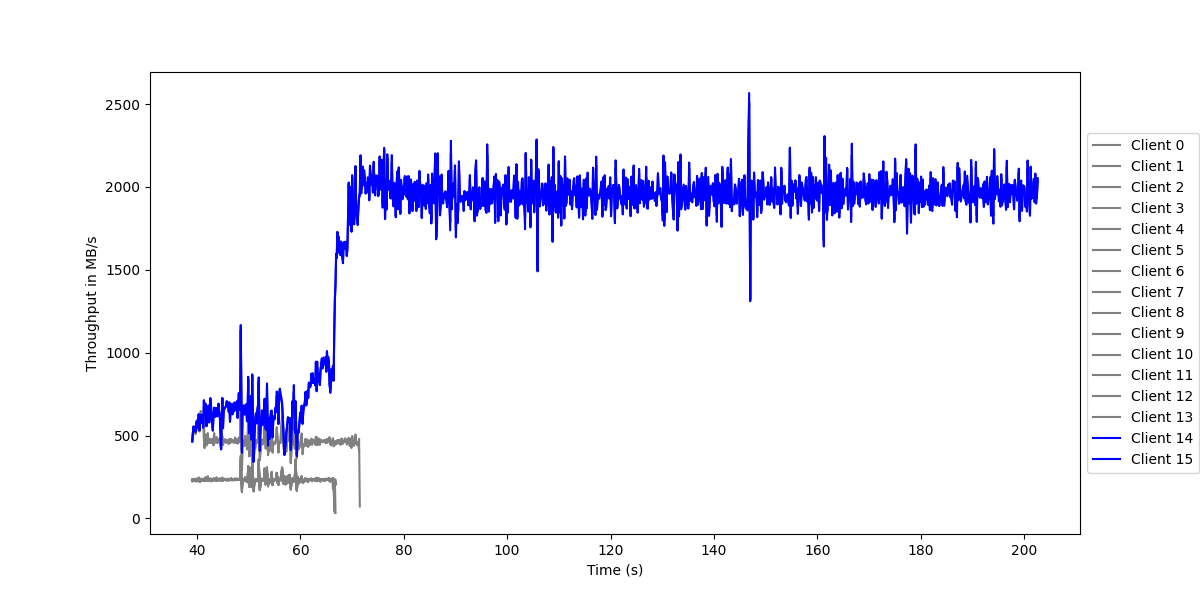 2500
2000
1500
1000
500
0
Throughput in MB/s
40 60 80 100 120 140 160 180 200
Time (s)
Client 0
Client 1
Client 2
Client 3
Client 4
Client 5
Client 6
Client 7
Client 8
Client 9
Client 10
Client 11
Client 12
Client 13
Client 14
Client 15